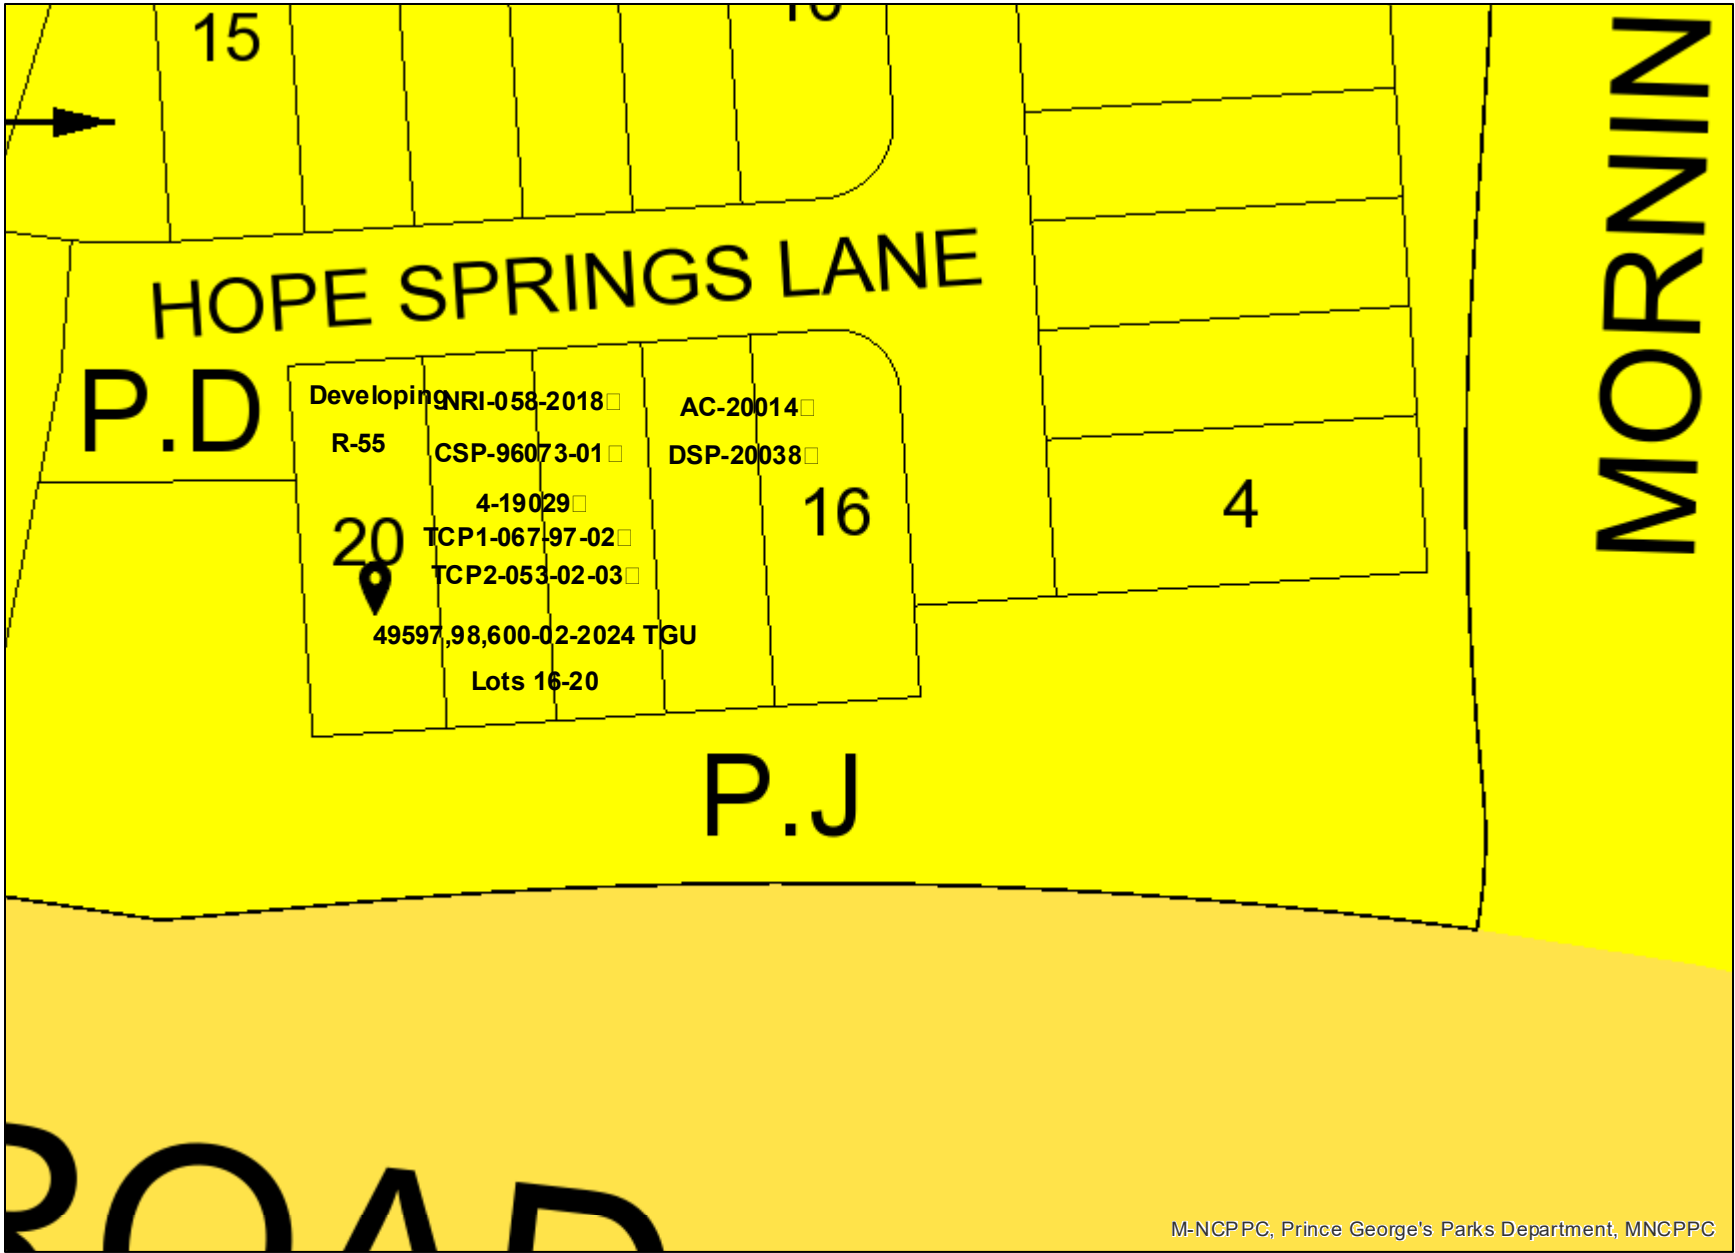 15
HOPE SPRINGS LANE
MORNIN
P.D
Developing
R-55
NRI-058-2018
CSP-96073-01
4-19029
TCP1-067-97-02
TCP2-053-02-03
AC-20014
DSP-20038
20
16
4
49597,98,600-02-2024 TGU
Lots 16-20
P.J
ROAD
M-NCPPC, Prince George's Parks Department, MNCPPC